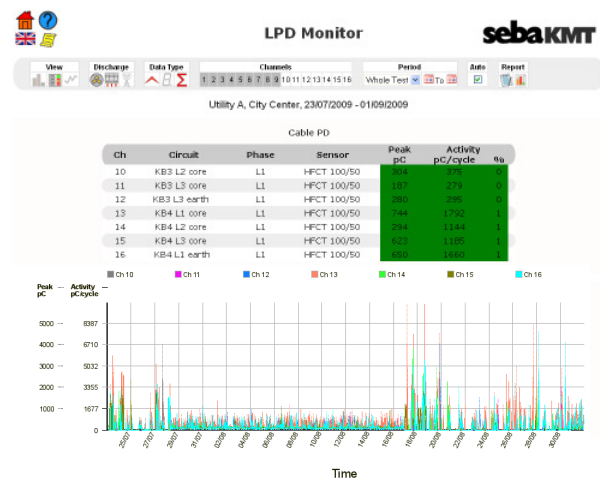 LPD Monitor
sebaKMT
View Discharge Data Type Channels Period Auto Report
1 2 3 4 5 6 7 8 9 10 11 12 13 14 15 16 Whole Test To
Utility A, City Center, 23/07/2009 - 01/09/2009
Cable PD
Ch Circuit Phase Sensor Peak pC Activity pC/cycle %
10 KB3 L2 core L1 HFCT 100/50 304 375 0
11 KB3 L3 core L1 HFCT 100/50 187 279 0
12 KB3 L3 earth L1 HFCT 100/50 280 295 0
13 KB4 L1 core L1 HFCT 100/50 744 1792 1
14 KB4 L2 core L1 HFCT 100/50 294 1144 1
15 KB4 L3 core L1 HFCT 100/50 623 1185 1
16 KB4 L1 earth L1 HFCT 100/50 650 1660 1
Ch 10 Ch 11 Ch 12 Ch 13 Ch 14 Ch 15 Ch 16
Peak pC Activity pC/cycle
5000 8387
4000 6710
3000 5032
2000 3355
1000 1677
0
25/07 27/07 29/07 31/07 02/08 04/08 06/08 08/08 10/08 12/08 14/08 16/08 18/08 20/08 22/08 24/08 26/08 28/08 30/08
Time